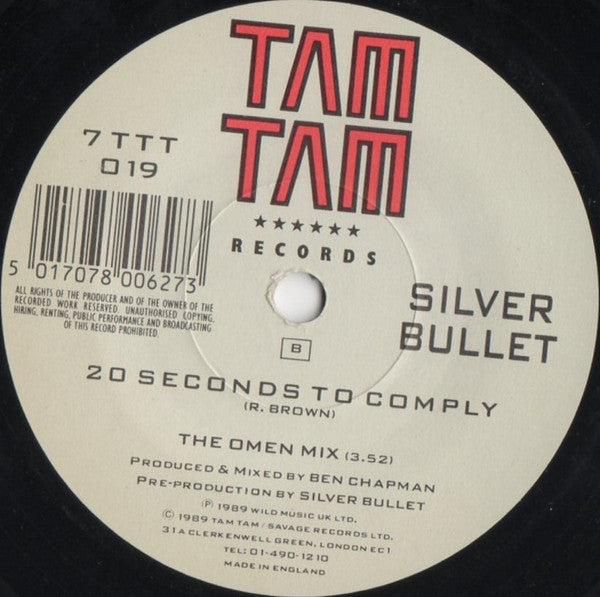 TAM
TAM
★★★★★★
RECORDS
7 TTT
019
5 017078 006273
ALL RIGHTS OF THE PRODUCER AND OF THE OWNER OF THE
RECORDED WORK RESERVED. UNAUTHORISED COPYING,
HIRING, RENTING, PUBLIC PERFORMANCE AND BROADCASTING
OF THIS RECORD PROHIBITED.
SILVER
BULLET
B
20 SECONDS TO COMPLY
(R. BROWN)
THE OMEN MIX (3.52)
PRODUCED & MIXED BY BEN CHAPMAN
PRE-PRODUCTION BY SILVER BULLET
℗ 1989 WILD MUSIC UK LTD.
© 1989 TAM TAM / SAVAGE RECORDS LTD.
31A CLERKENWELL GREEN, LONDON EC1
TEL: 01-490-1210
MADE IN ENGLAND